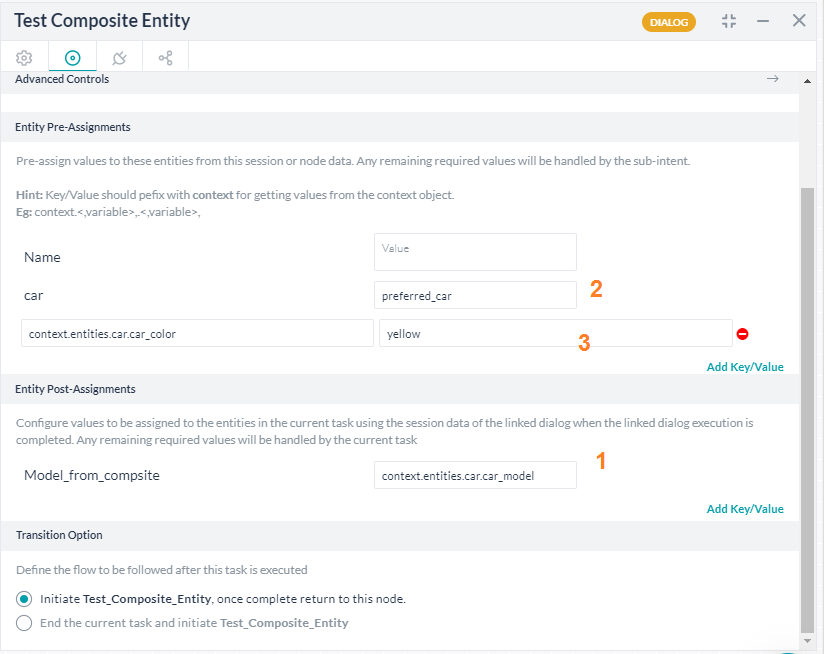 Test Composite Entity
DIALOG
Advanced Controls
Entity Pre-Assignments
Pre-assign values to these entities from this session or node data. Any remaining required values will be handled by the sub-intent.
Hint: Key/Value should pefix with context for getting values from the context object.
Eg: context.<,variable>,.<,variable>,
Name
Value
car
preferred_car
2
context.entities.car.car_color
yellow
3
Add Key/Value
Entity Post-Assignments
Configure values to be assigned to the entities in the current task using the session data of the linked dialog when the linked dialog execution is
completed. Any remaining required values will be handled by the current task
Model_from_compsite
context.entities.car.car_model
1
Add Key/Value
Transition Option
Define the flow to be followed after this task is executed
Initiate Test_Composite_Entity, once complete return to this node.
End the current task and initiate Test_Composite_Entity